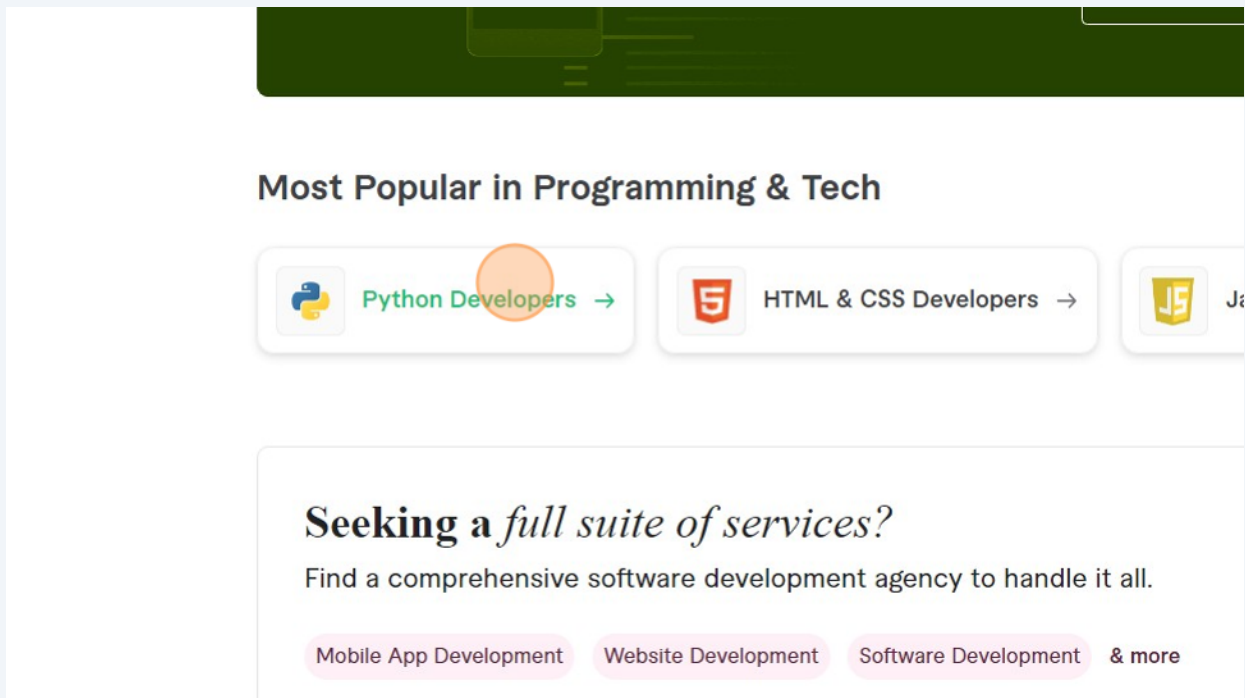 Most Popular in Programming & Tech
Python Developers → HTML & CSS Developers → JS
Seeking a full suite of services?
Find a comprehensive software development agency to handle it all.
Mobile App Development Website Development Software Development & more